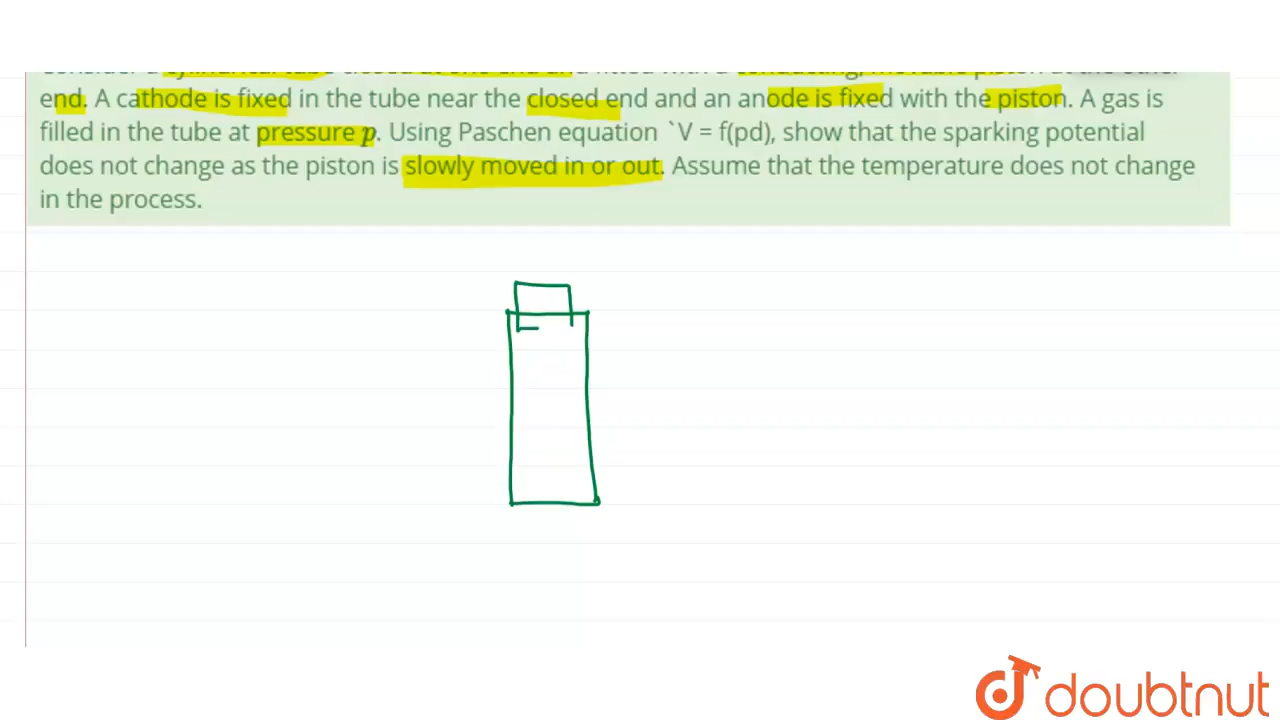 end. A cathode is fixed in the tube near the closed end and an anode is fixed with the piston. A gas is
filled in the tube at pressure p. Using Paschen equation `V = f(pd), show that the sparking potential
does not change as the piston is slowly moved in or out. Assume that the temperature does not change
in the process.
doubtnut